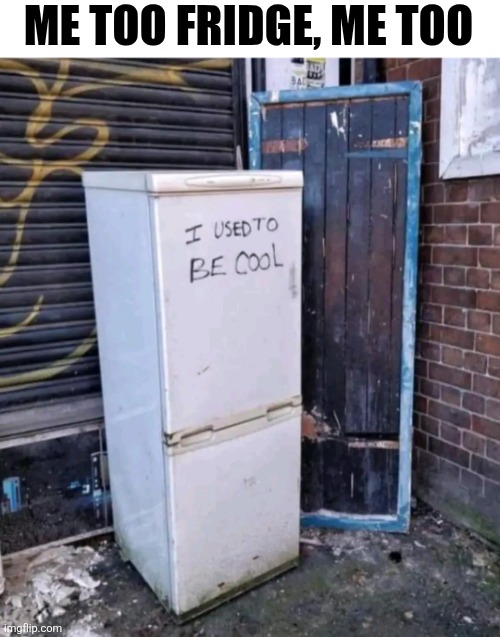 ME TOO FRIDGE, ME TOO
I USED TO
BE COOL
imgflip.com